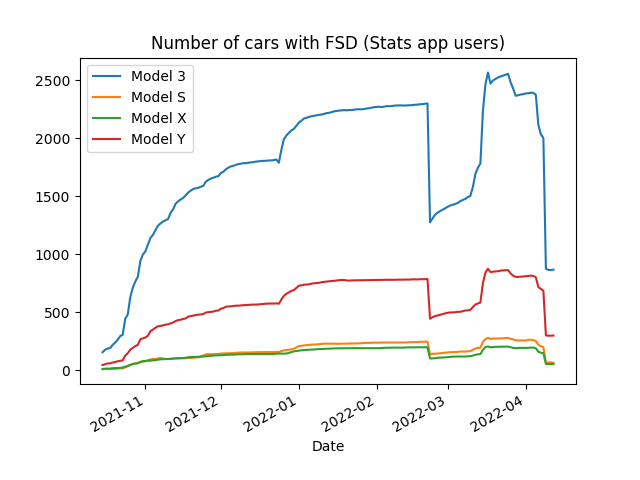 Number of cars with FSD (Stats app users)
Model 3
Model S
Model X
Model Y
2500
2000
1500
1000
500
0
2021-11
2021-12
2022-01
2022-02
2022-03
2022-04
Date